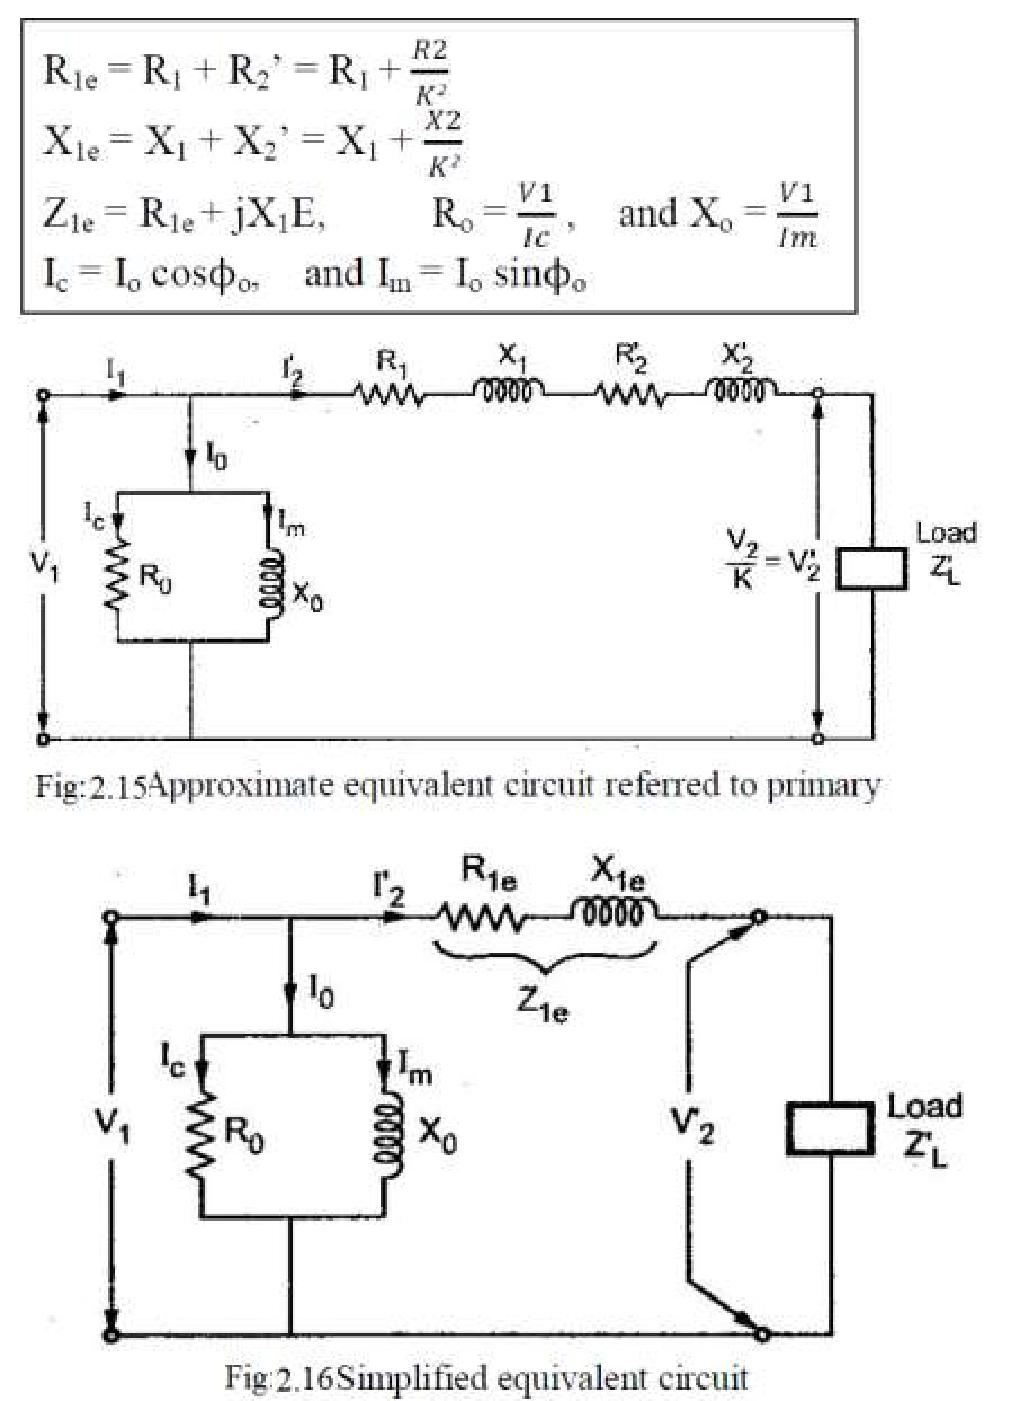 R₁ₑ = R₁ + R₂’ = R₁ + R2/K²
X₁ₑ = X₁ + X₂’ = X₁ + X2/K²
Z₁ₑ = R₁ₑ + jX₁E, Rₒ = V1/Ic , and Xₒ = V1/Im
I꜀ = Iₒ cosϕₒ, and Iₘ = Iₒ sinϕₒ
I₁ I'₂ R₁ X₁ R'₂ X'₂
I₀
I꜀ Iₘ
V₁ R₀ X₀ V₂/K = V'₂ Load
Z'L
Fig:2.15Approximate equivalent circuit referred to primary
I₁ I'₂ R₁ₑ X₁ₑ
I₀ Z₁ₑ
I꜀ Iₘ
V₁ R₀ X₀ V'₂ Load
Z'L
Fig:2.16Simplified equivalent circuit